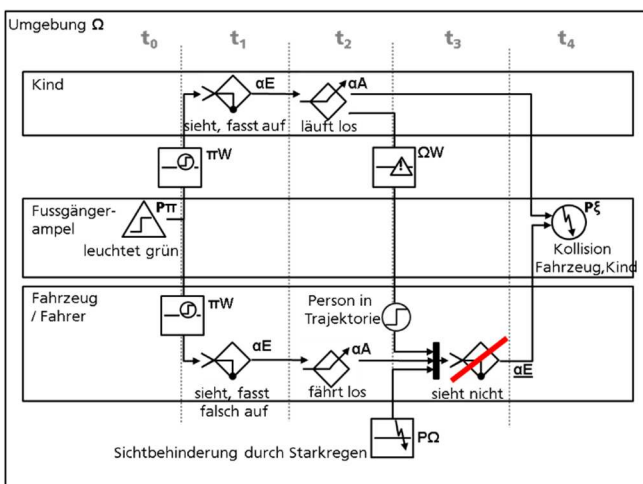 Umgebung Ω
t₀ t₁ t₂ t₃ t₄
Kind
αE
αA
sieht, fasst auf
läuft los
πW
ΩW
Fussgänger-
ampel
Pπ
leuchtet grün
Pξ
Kollision
Fahrzeug,Kind
Fahrzeug
/ Fahrer
πW
Person in
Trajektorie
αE
αA
αE
sieht, fasst
falsch auf
fährt los
sieht nicht
PΩ
Sichtbehinderung durch Starkregen